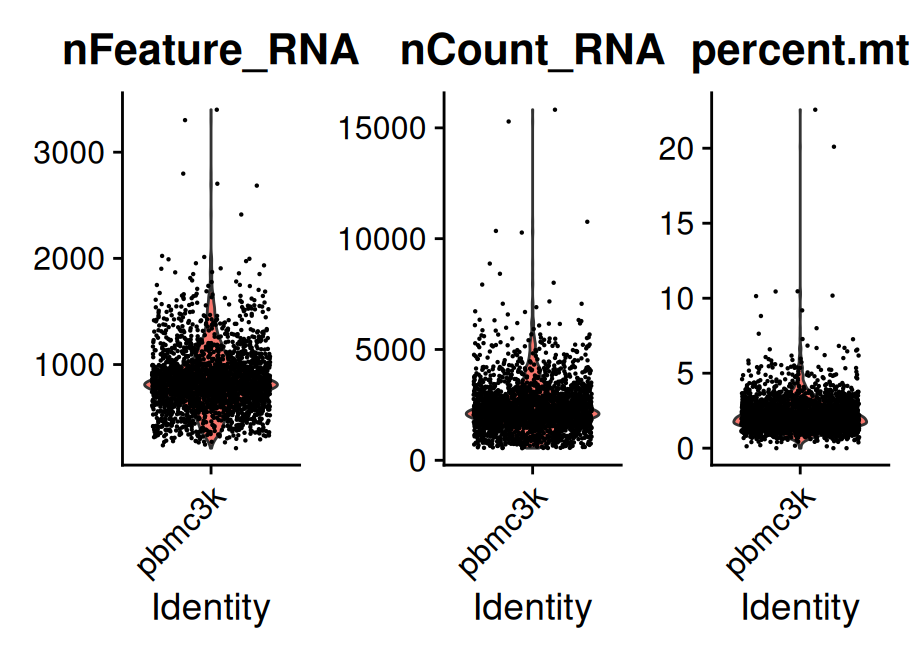 nFeature_RNA
3000
2000
1000
pbmc3k
Identity
nCount_RNA
15000
10000
5000
0
pbmc3k
Identity
percent.mt
20
15
10
5
0
pbmc3k
Identity